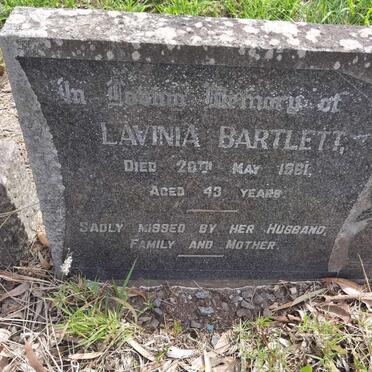 In Loving Memory of
LAVINIA BARTLETT,
DIED 29TH MAY 1961,
AGED 43 YEARS
SADLY MISSED BY HER HUSBAND,
FAMILY AND MOTHER.